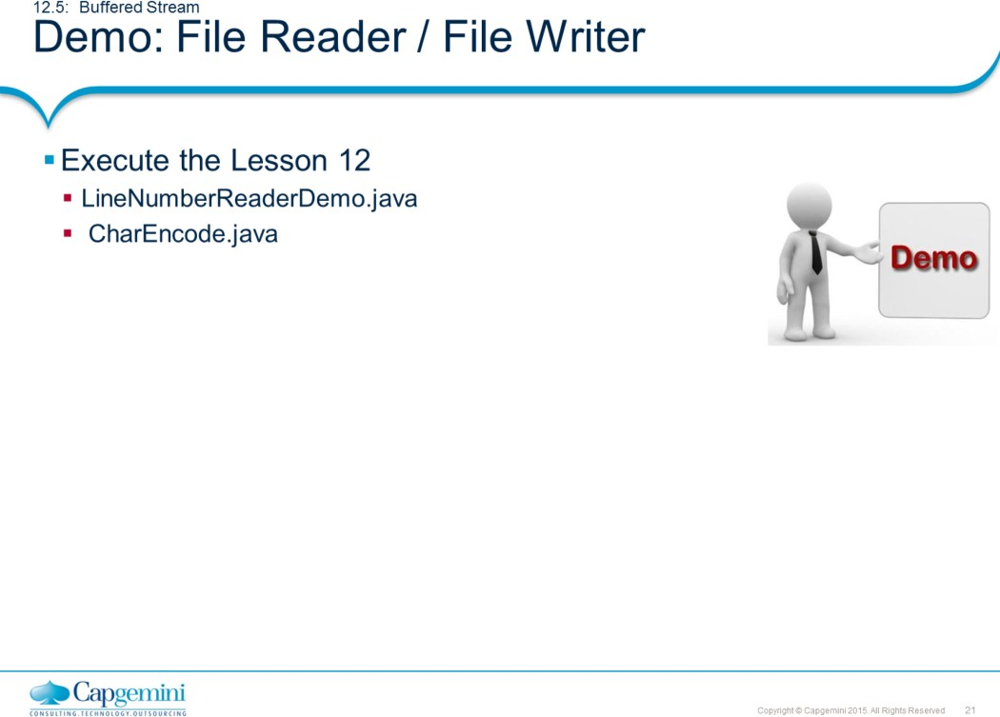 12.5: Buffered Stream
Demo: File Reader / File Writer
Execute the Lesson 12
LineNumberReaderDemo.java
CharEncode.java
Demo
Capgemini
CONSULTING.TECHNOLOGY.OUTSOURCING
Copyright © Capgemini 2015. All Rights Reserved 21